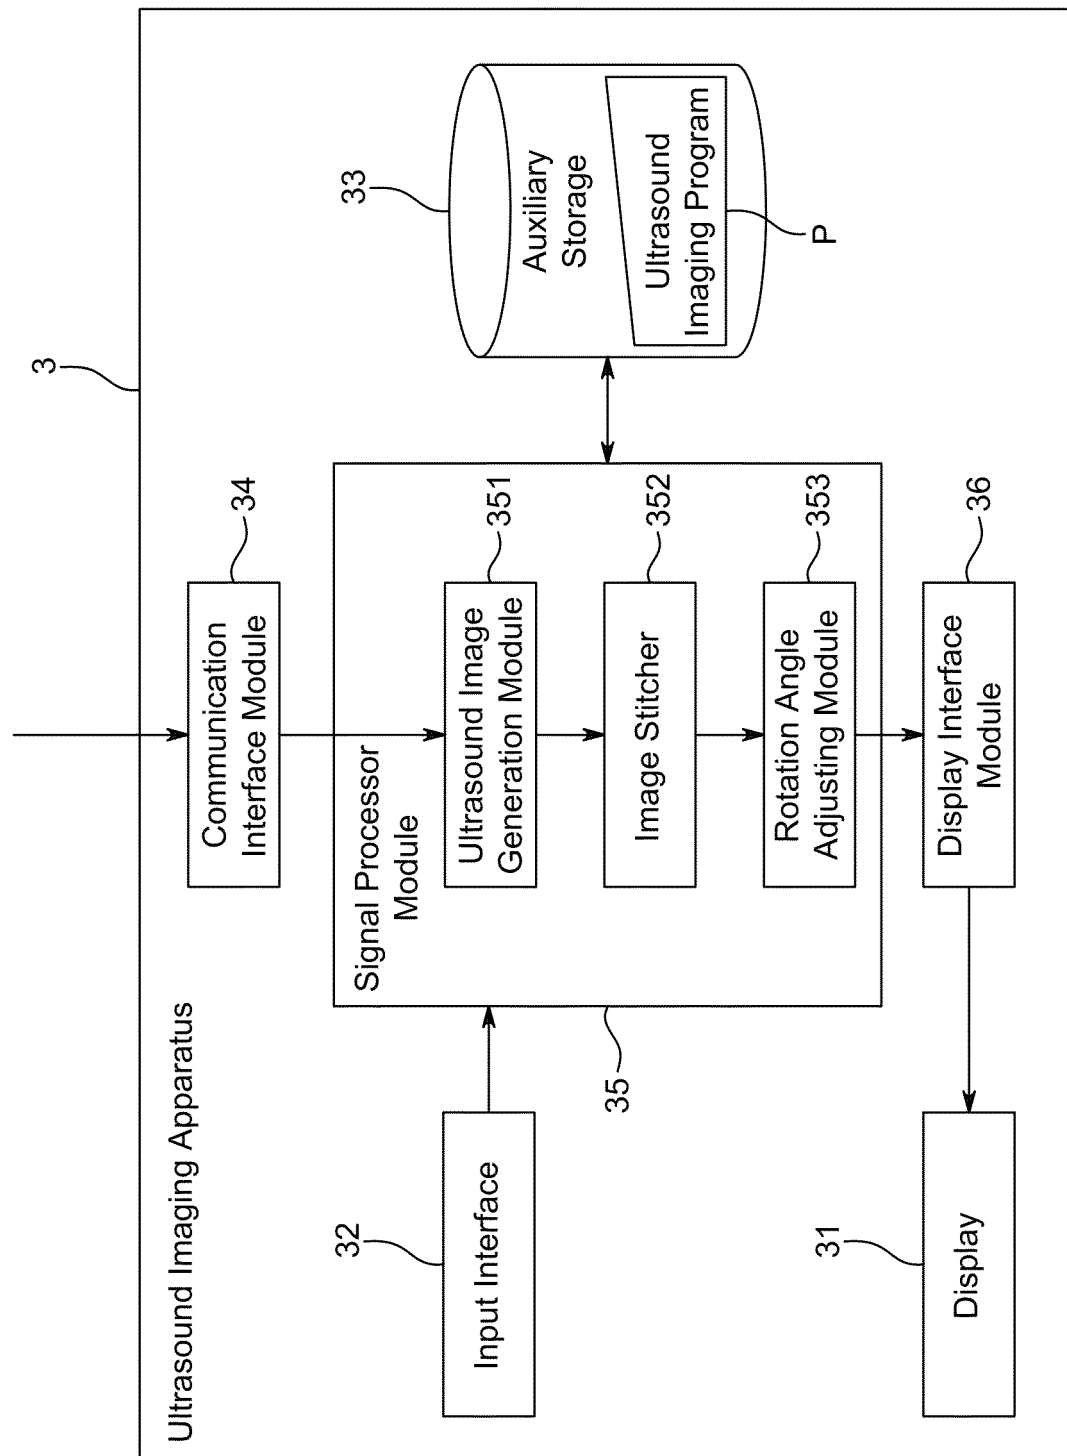 3
Ultrasound Imaging Apparatus
34
Communication
Interface Module
Signal Processor
Module
351
Ultrasound Image
Generation Module
352
Image Stitcher
353
Rotation Angle
Adjusting Module
35
33
Auxiliary
Storage
Ultrasound
Imaging Program
P
32
Input Interface
36
Display Interface
Module
31
Display